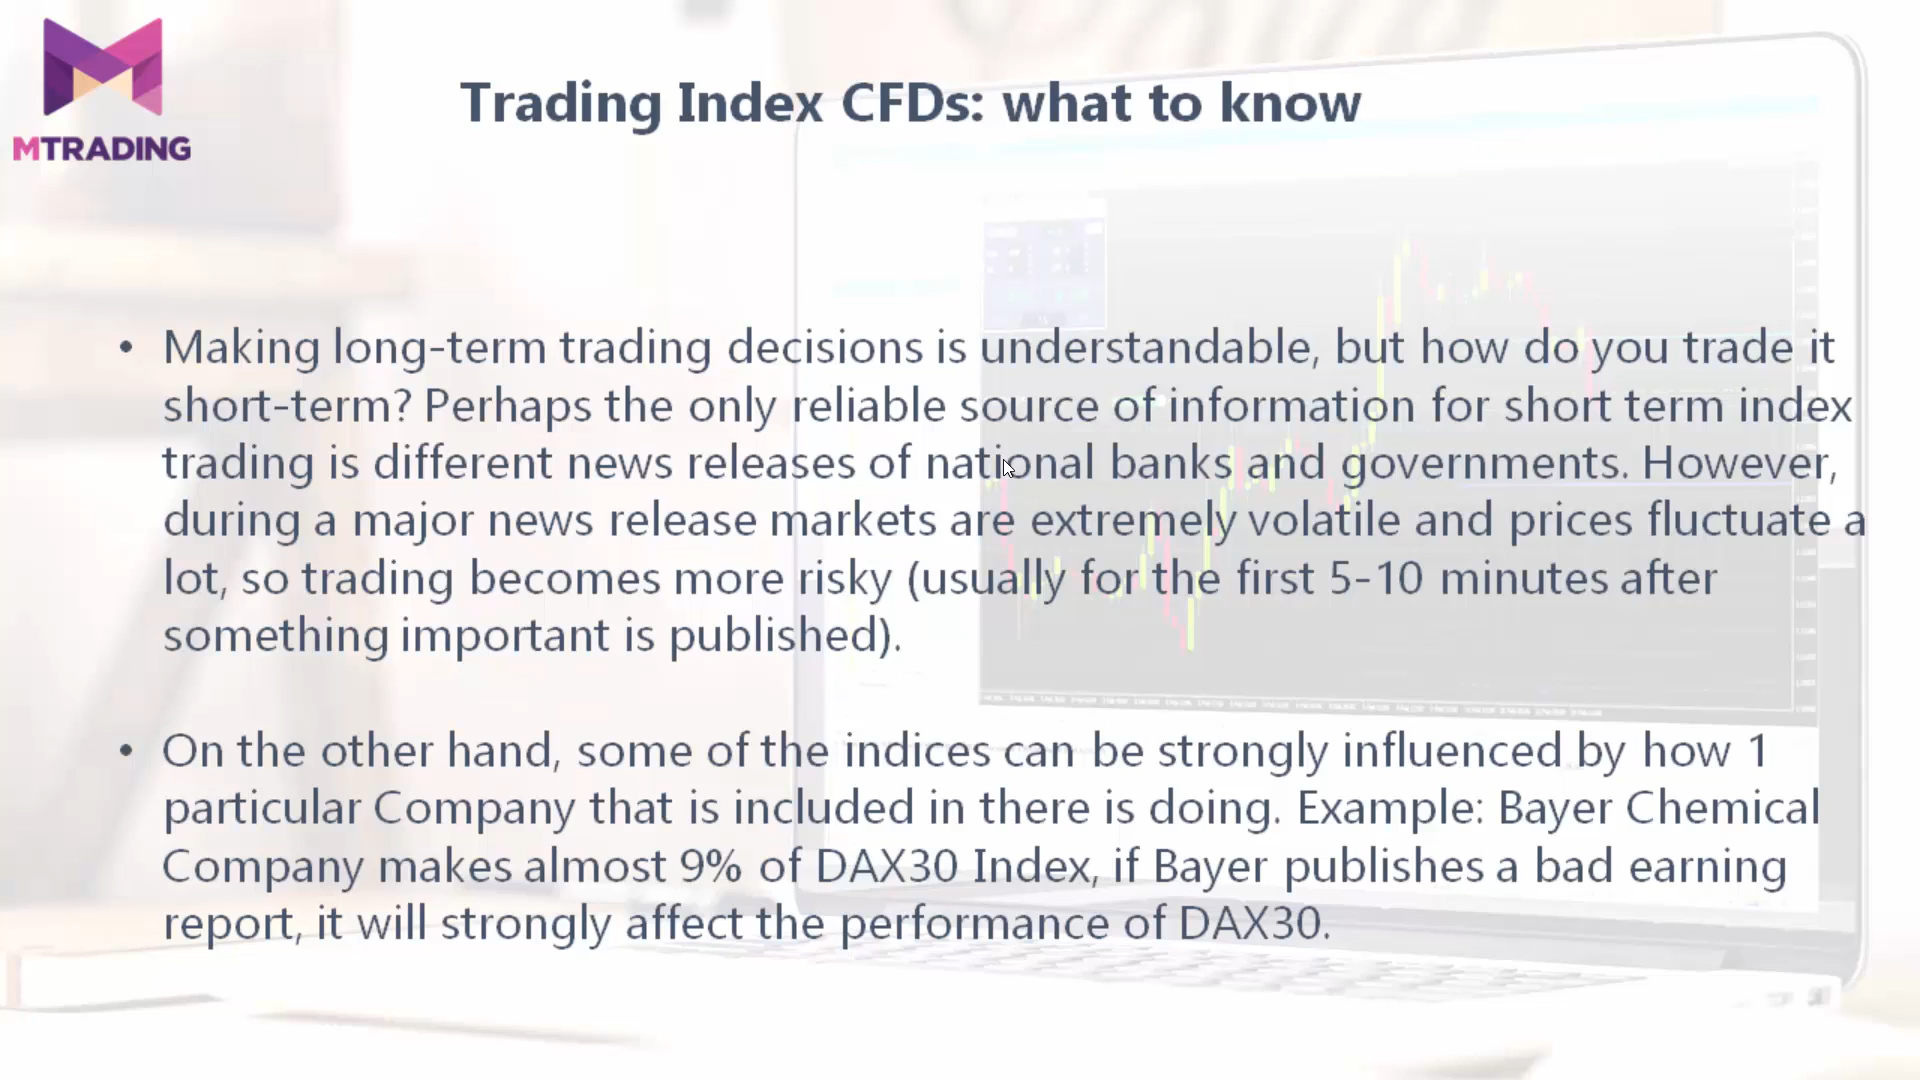 MTRADING
Trading Index CFDs: what to know
• Making long-term trading decisions is understandable, but how do you trade it
short-term? Perhaps the only reliable source of information for short term index
trading is different news releases of national banks and governments. However,
during a major news release markets are extremely volatile and prices fluctuate a
lot, so trading becomes more risky (usually for the first 5-10 minutes after
something important is published).
• On the other hand, some of the indices can be strongly influenced by how 1
particular Company that is included in there is doing. Example: Bayer Chemical
Company makes almost 9% of DAX30 Index, if Bayer publishes a bad earning
report, it will strongly affect the performance of DAX30.